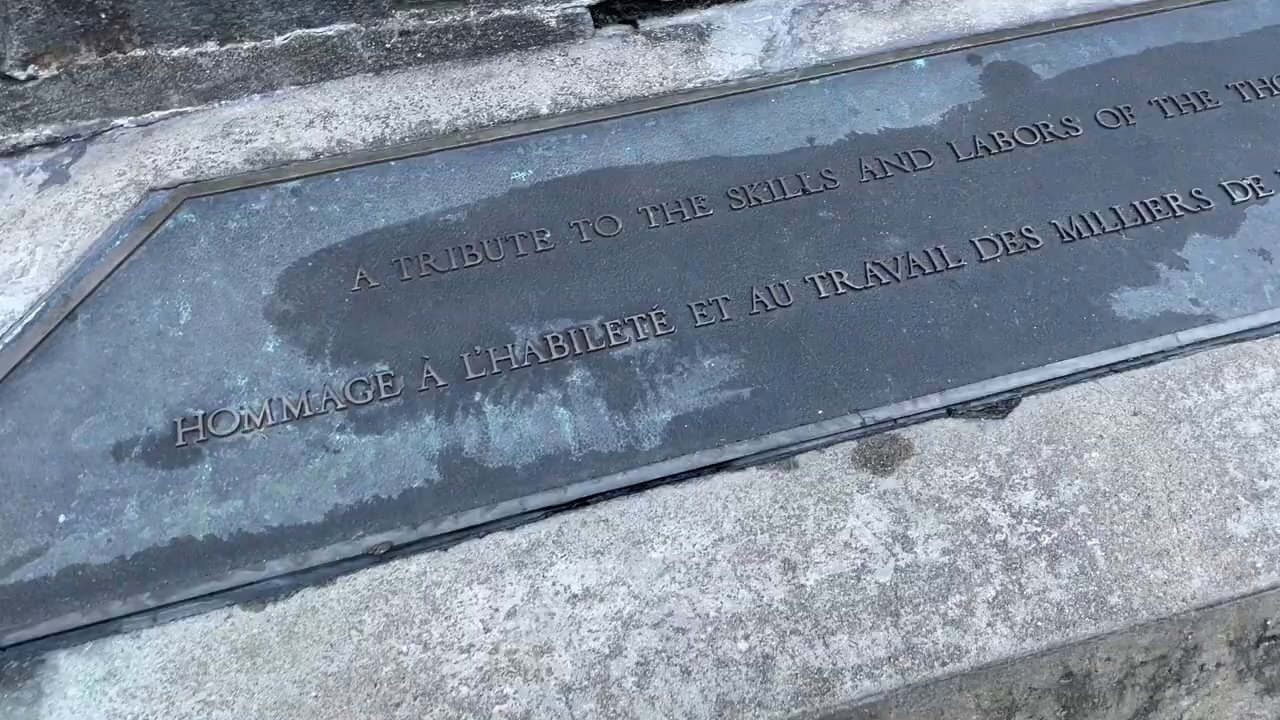 A TRIBUTE TO THE SKILLS AND LABORS OF THE
HOMMAGE À L'HABILETÉ ET AU TRAVAIL DES MILLIERS DE